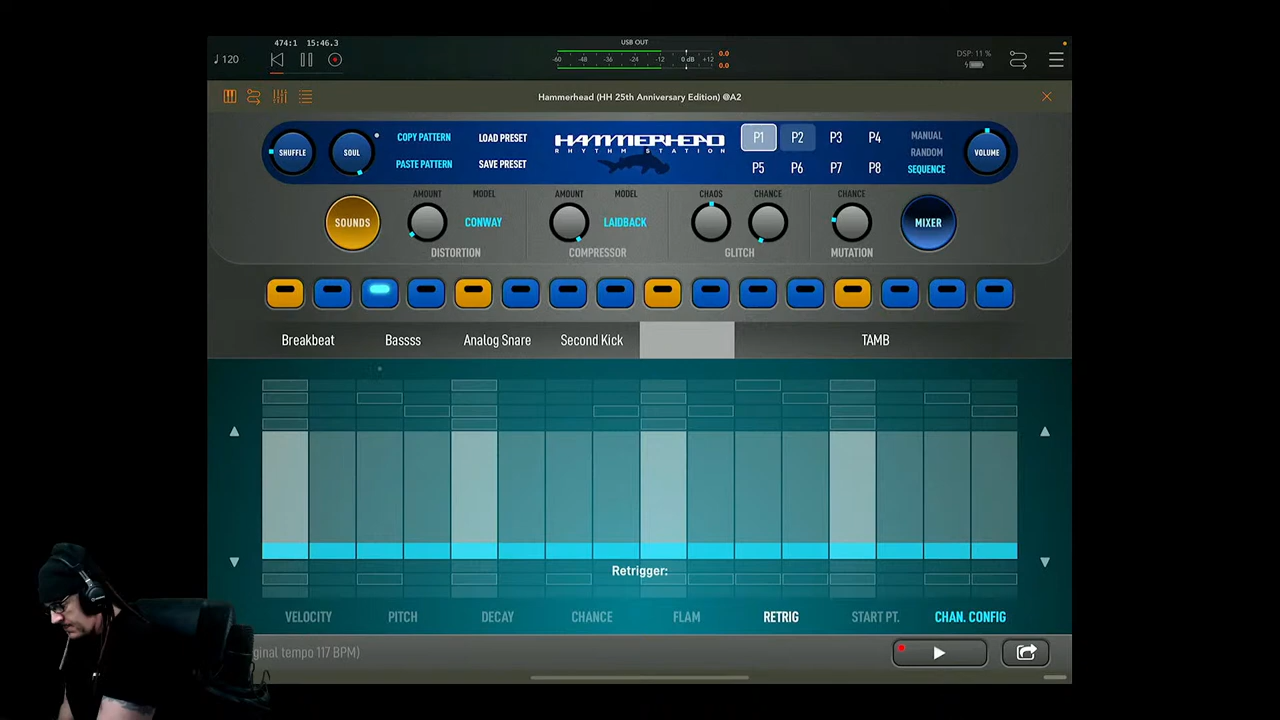 USB OUT
474:1 15:46.3
♩120
-60 -48 -36 -24 -12 0 dB +12
0.0
0.0
DSP: 11 %
Hammerhead (HH 25th Anniversary Edition) @A2
SHUFFLE
SOUL
COPY PATTERN
LOAD PRESET
PASTE PATTERN
SAVE PRESET
HAMMERHEAD
RHYTHM STATION
P1 P2 P3 P4
P5 P6 P7 P8
MANUAL
RANDOM
SEQUENCE
VOLUME
AMOUNT MODEL AMOUNT MODEL CHAOS CHANCE CHANCE
SOUNDS CONWAY LAIDBACK MIXER
DISTORTION COMPRESSOR GLITCH MUTATION
Breakbeat Bassss Analog Snare Second Kick TAMB
Retrigger:
VELOCITY PITCH DECAY CHANCE FLAM RETRIG START PT. CHAN. CONFIG
ginal tempo 117 BPM)